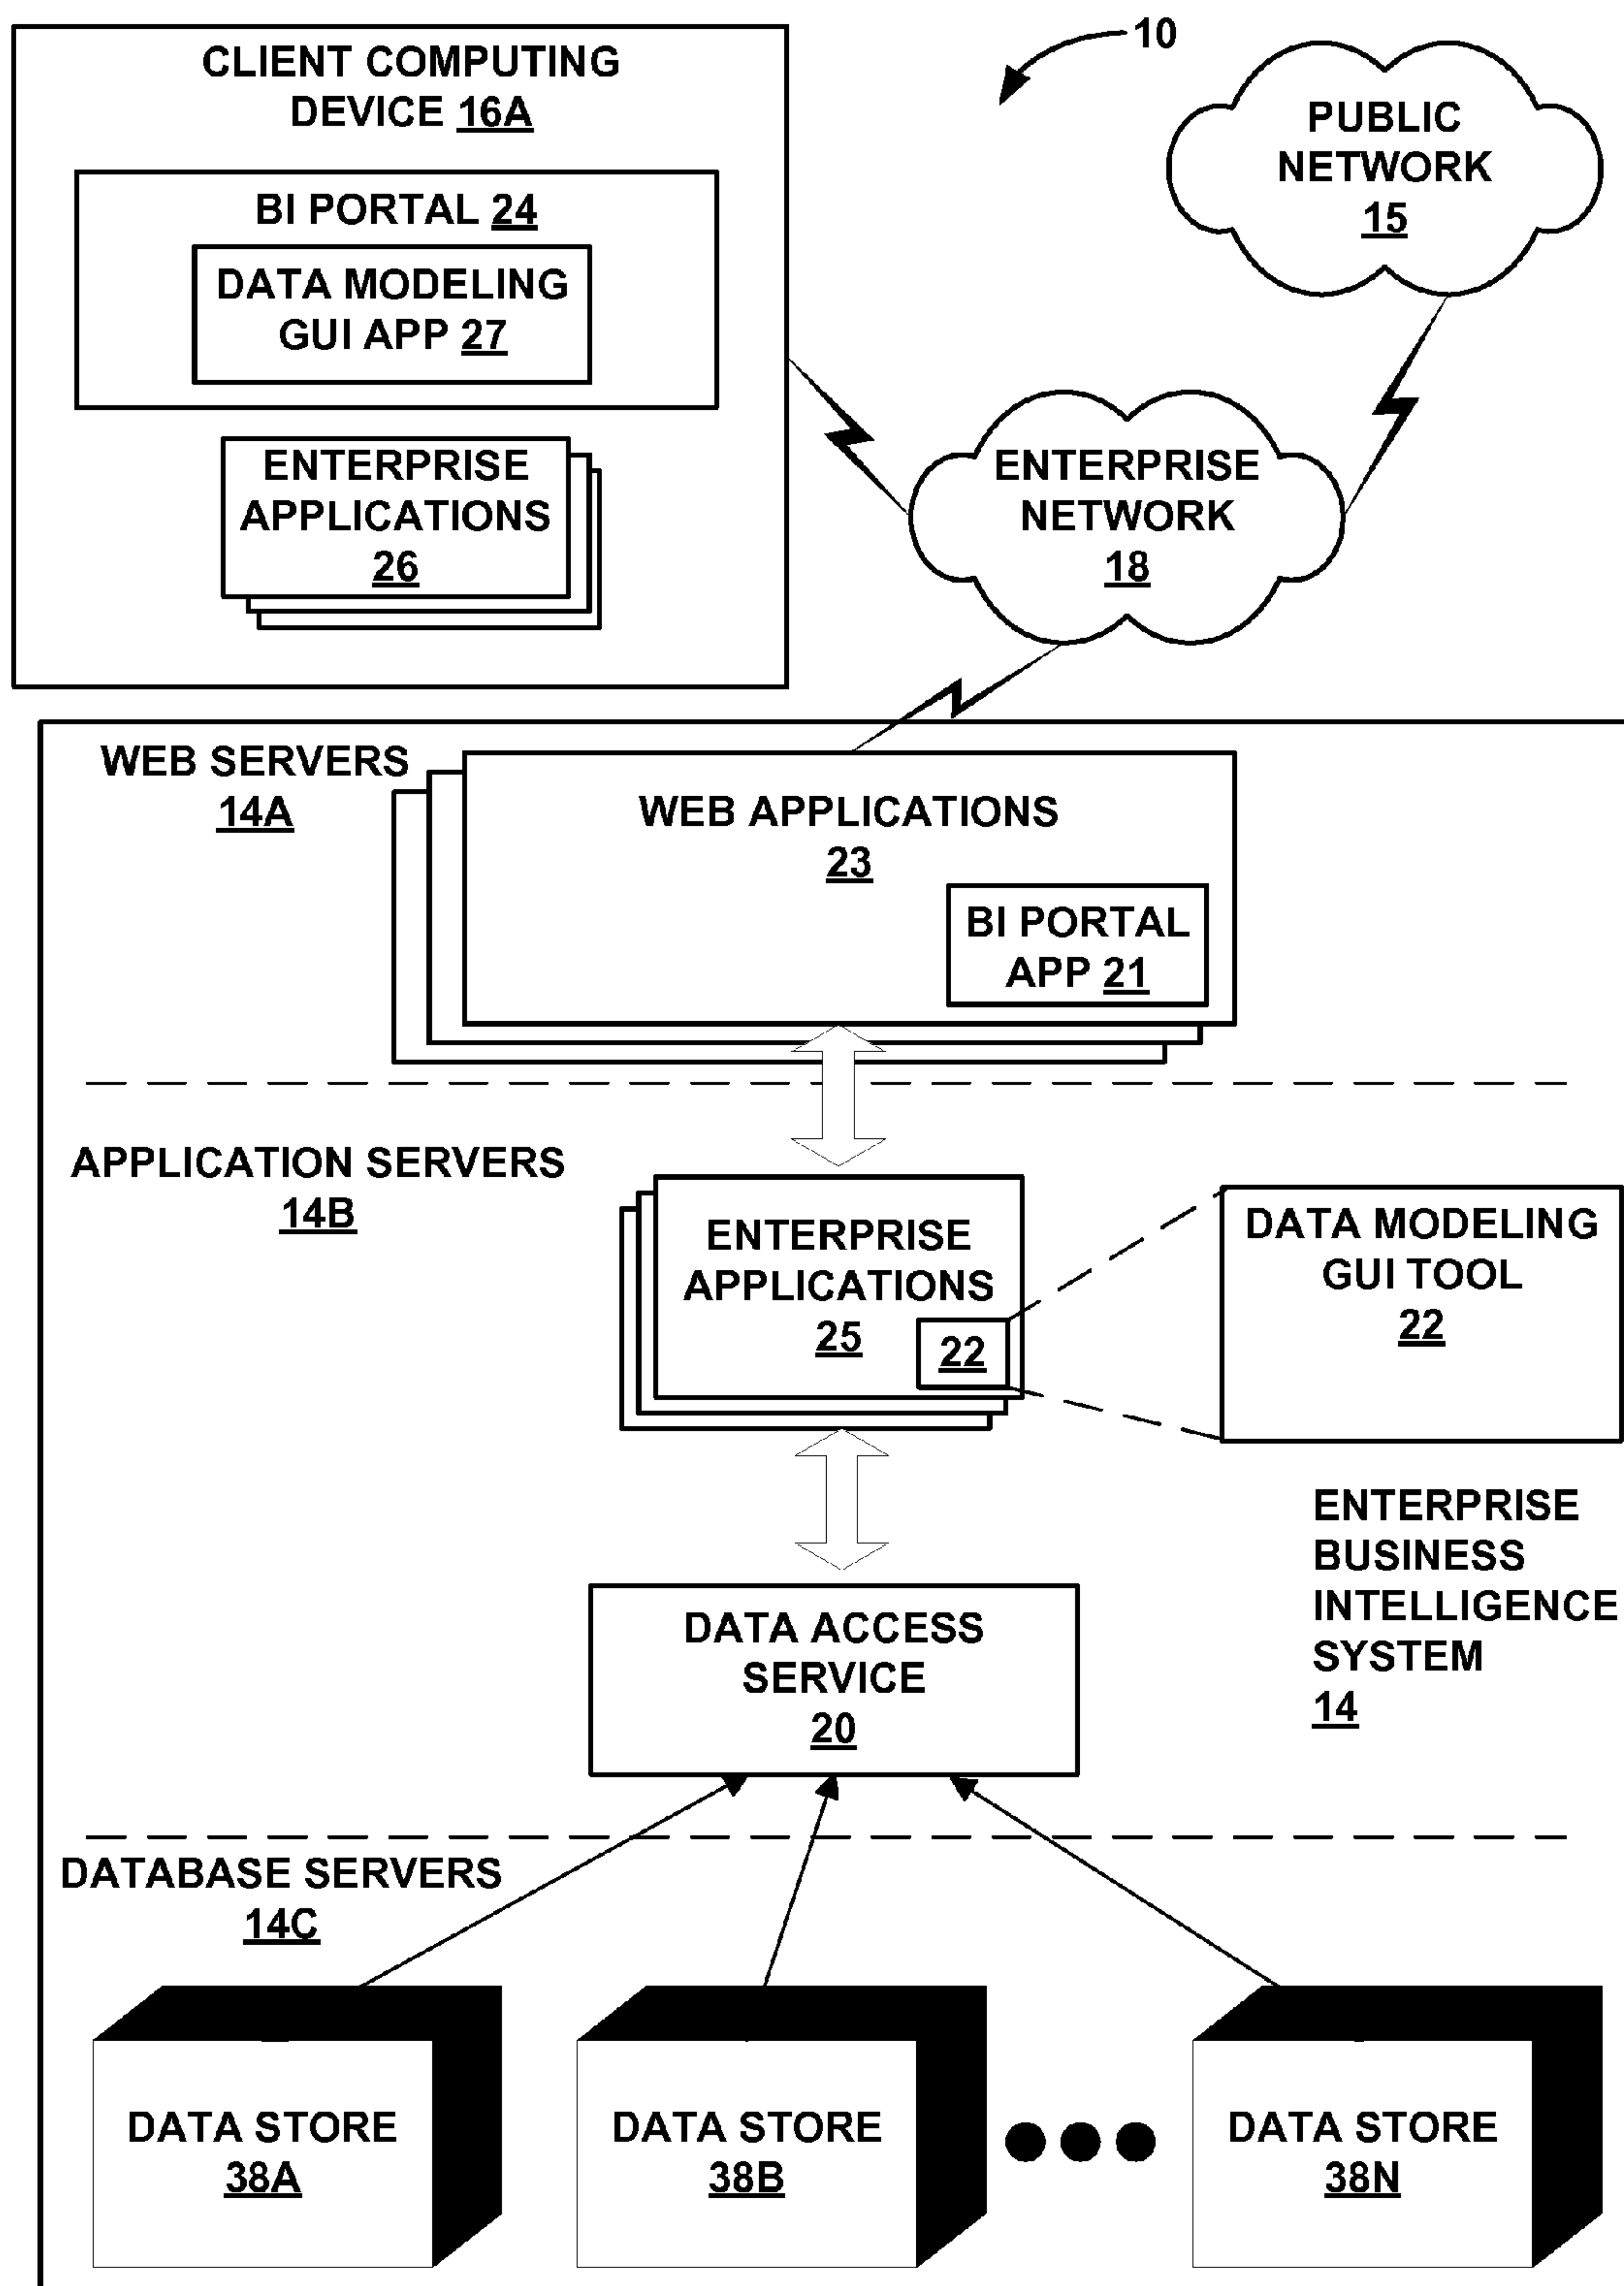 10
CLIENT COMPUTING
DEVICE 16A
BI PORTAL 24
DATA MODELING
GUI APP 27
ENTERPRISE
APPLICATIONS
26
PUBLIC
NETWORK
15
ENTERPRISE
NETWORK
18
WEB SERVERS
14A
WEB APPLICATIONS
23
BI PORTAL
APP 21
APPLICATION SERVERS
14B
ENTERPRISE
APPLICATIONS
25
22
DATA MODELING
GUI TOOL
22
ENTERPRISE
BUSINESS
INTELLIGENCE
SYSTEM
14
DATA ACCESS
SERVICE
20
DATABASE SERVERS
14C
DATA STORE
38A
DATA STORE
38B
DATA STORE
38N